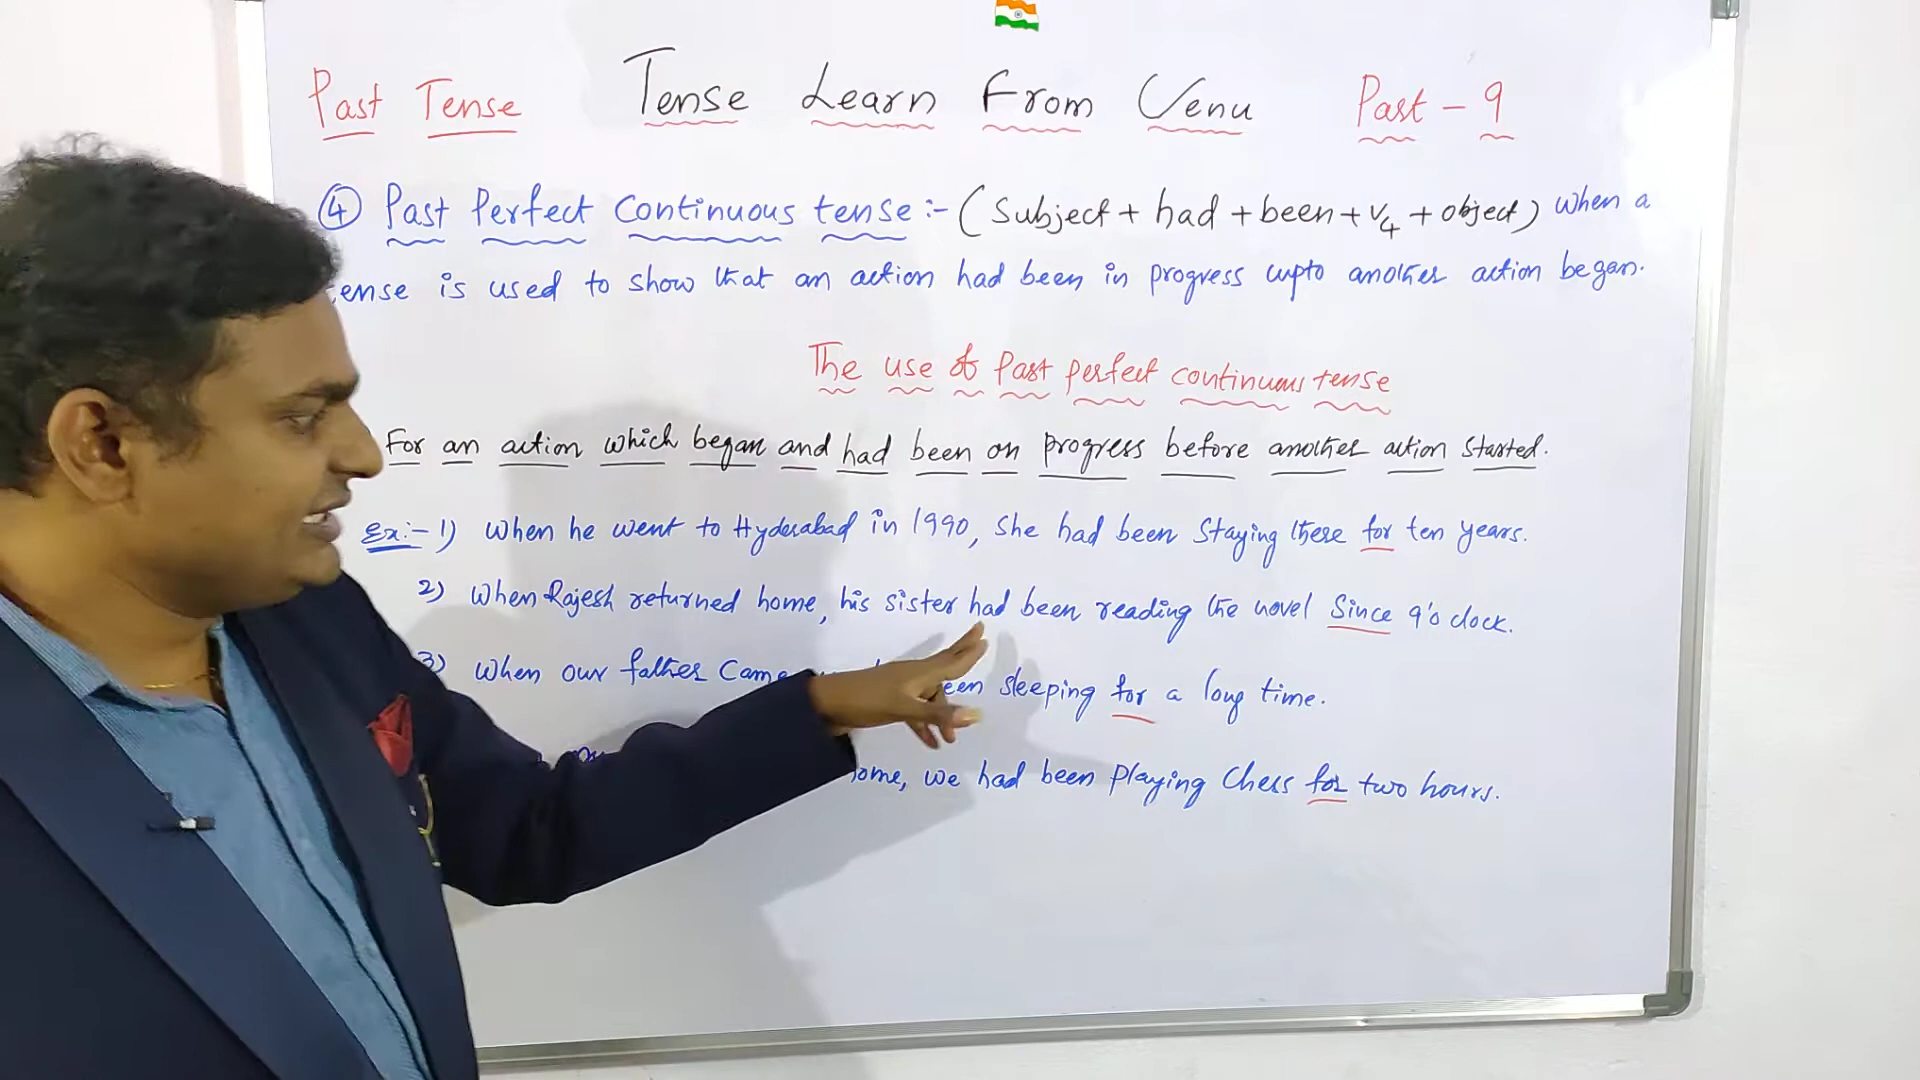 Past Tense Tense Learn From Venu Past - 9
④ Past Perfect Continuous tense :- (Subject + had + been + V4 + object) When a
tense is used to show that an action had been in progress upto another action began.
The use of Past perfect continuous tense
For an action which began and had been on progress before another action started.
Ex:- 1) When he went to Hyderabad in 1990, She had been Staying there for ten years.
2) When Rajesh returned home, his sister had been reading the novel Since 9'o clock.
3) When our father Came een sleeping for a long time.
ome, we had been playing Chess for two hours.